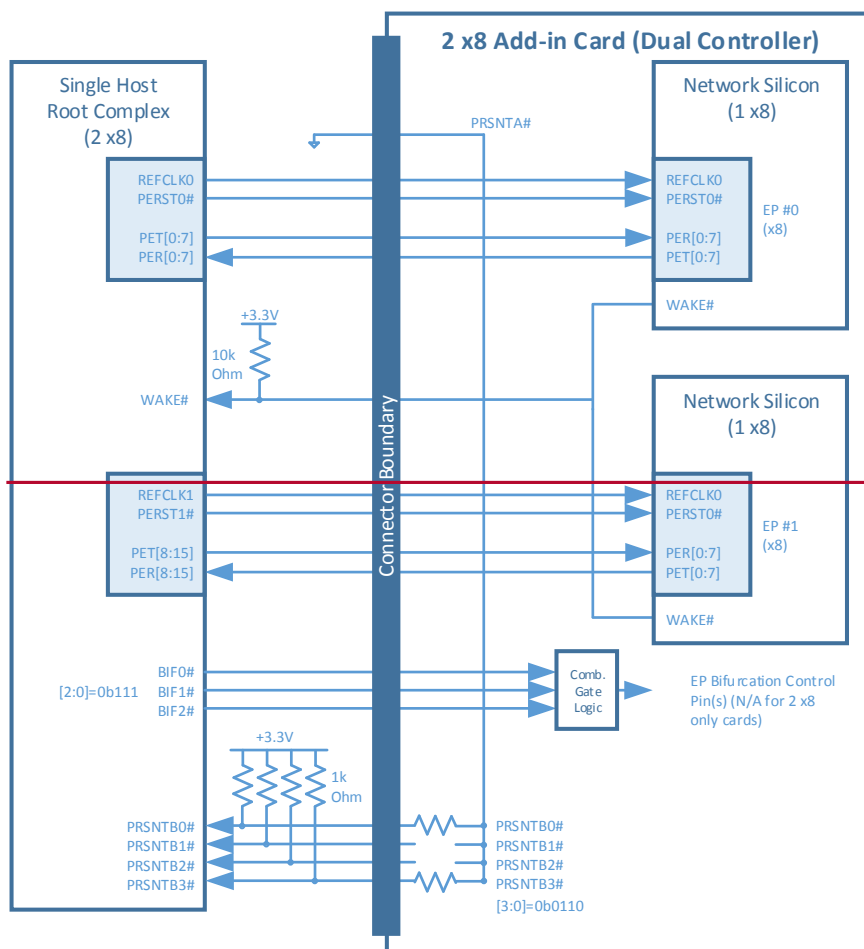 2 x8 Add-in Card (Dual Controller)
Single Host
Root Complex
(2 x8)
Network Silicon
(1 x8)
PRSNTA#
REFCLK0
PERST0#
PET[0:7]
PER[0:7]
REFCLK0
PERST0#
PER[0:7]
PET[0:7]
EP #0
(x8)
WAKE#
+3.3V
10k
Ohm
WAKE#
Connector Boundary
Network Silicon
(1 x8)
REFCLK1
PERST1#
PET[8:15]
PER[8:15]
REFCLK0
PERST0#
PER[0:7]
PET[0:7]
EP #1
(x8)
WAKE#
[2:0]=0b111
BIF0#
BIF1#
BIF2#
Comb.
Gate
Logic
EP Bifurcation Control
Pin(s) (N/A for 2 x8
only cards)
+3.3V
1k
Ohm
PRSNTB0#
PRSNTB1#
PRSNTB2#
PRSNTB3#
PRSNTB0#
PRSNTB1#
PRSNTB2#
PRSNTB3#
[3:0]=0b0110